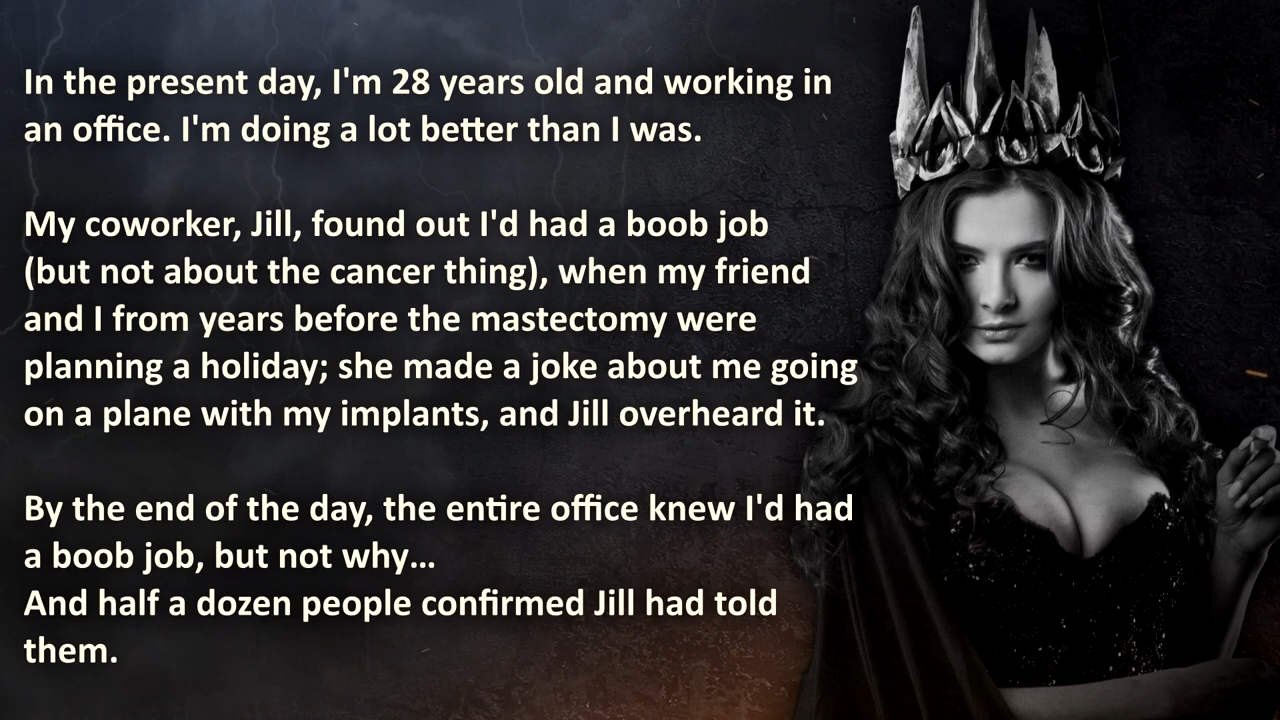 In the present day, I'm 28 years old and working in
an office. I'm doing a lot better than I was.
My coworker, Jill, found out I'd had a boob job
(but not about the cancer thing), when my friend
and I from years before the mastectomy were
planning a holiday; she made a joke about me going
on a plane with my implants, and Jill overheard it.
By the end of the day, the entire office knew I'd had
a boob job, but not why...
And half a dozen people confirmed Jill had told
them.